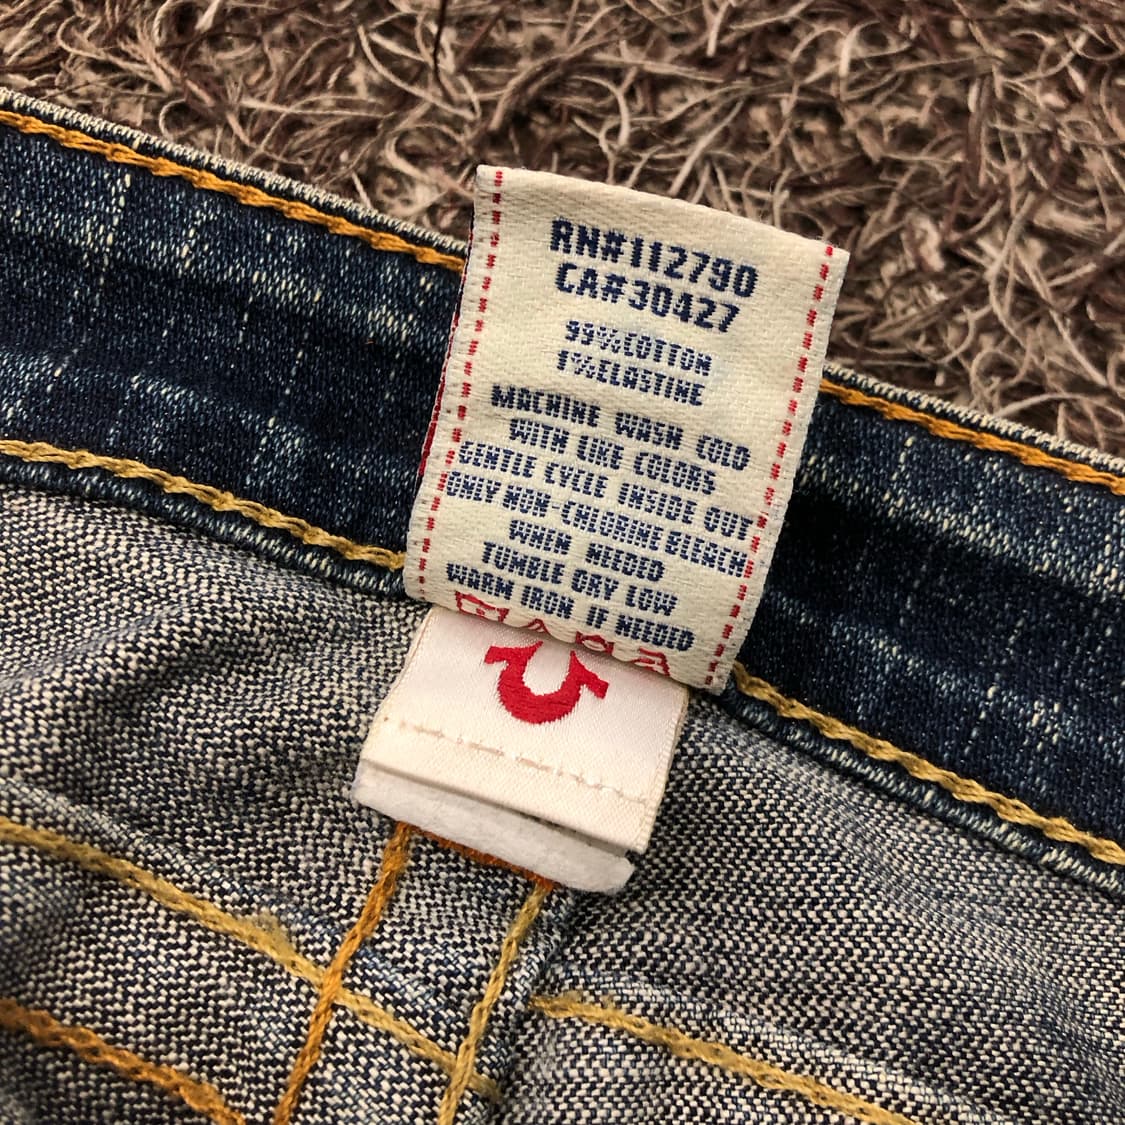 RN#112790
CA#30427
99%COTTON
1%ELASTINE
MACHINE WASH COLD
WITH LIKE COLORS
GENTLE CYCLE INSIDE OUT
ONLY NON-CHLORINE BLEACH
WHEN NEEDED
TUMBLE DRY LOW
WARM IRON IF NEEDED